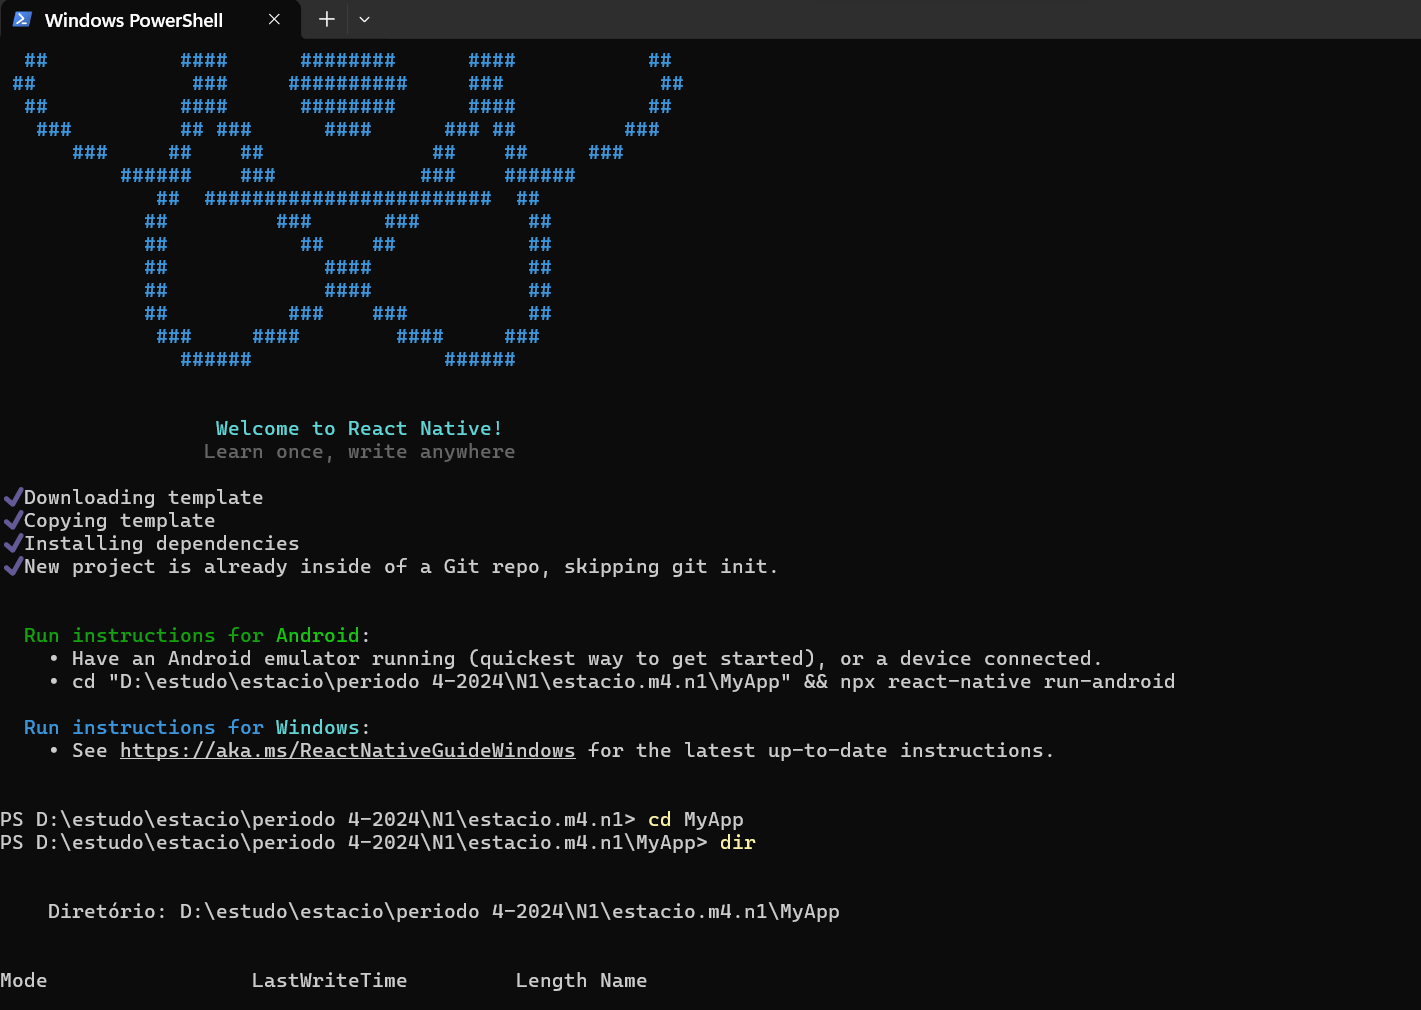 Windows PowerShell
##           ####      ########      ####           ##
##             ###     ##########     ###             ##
##           ####      ########      ####           ##
###         ## ###      ####      ### ##         ###
###     ##    ##              ##    ##     ###
######    ###            ###    ######
##  ########################  ##
##         ###      ###         ##
##           ##    ##           ##
##             ####             ##
##             ####             ##
##          ###    ###          ##
###     ####        ####     ###
######                ######
Welcome to React Native!
Learn once, write anywhere
✔Downloading template
✔Copying template
✔Installing dependencies
✔New project is already inside of a Git repo, skipping git init.
Run instructions for Android:
• Have an Android emulator running (quickest way to get started), or a device connected.
• cd "D:\estudo\estacio\periodo 4-2024\N1\estacio.m4.n1\MyApp" && npx react-native run-android
Run instructions for Windows:
• See https://aka.ms/ReactNativeGuideWindows for the latest up-to-date instructions.
PS D:\estudo\estacio\periodo 4-2024\N1\estacio.m4.n1> cd MyApp
PS D:\estudo\estacio\periodo 4-2024\N1\estacio.m4.n1\MyApp> dir
Diretório: D:\estudo\estacio\periodo 4-2024\N1\estacio.m4.n1\MyApp
Mode                 LastWriteTime         Length Name